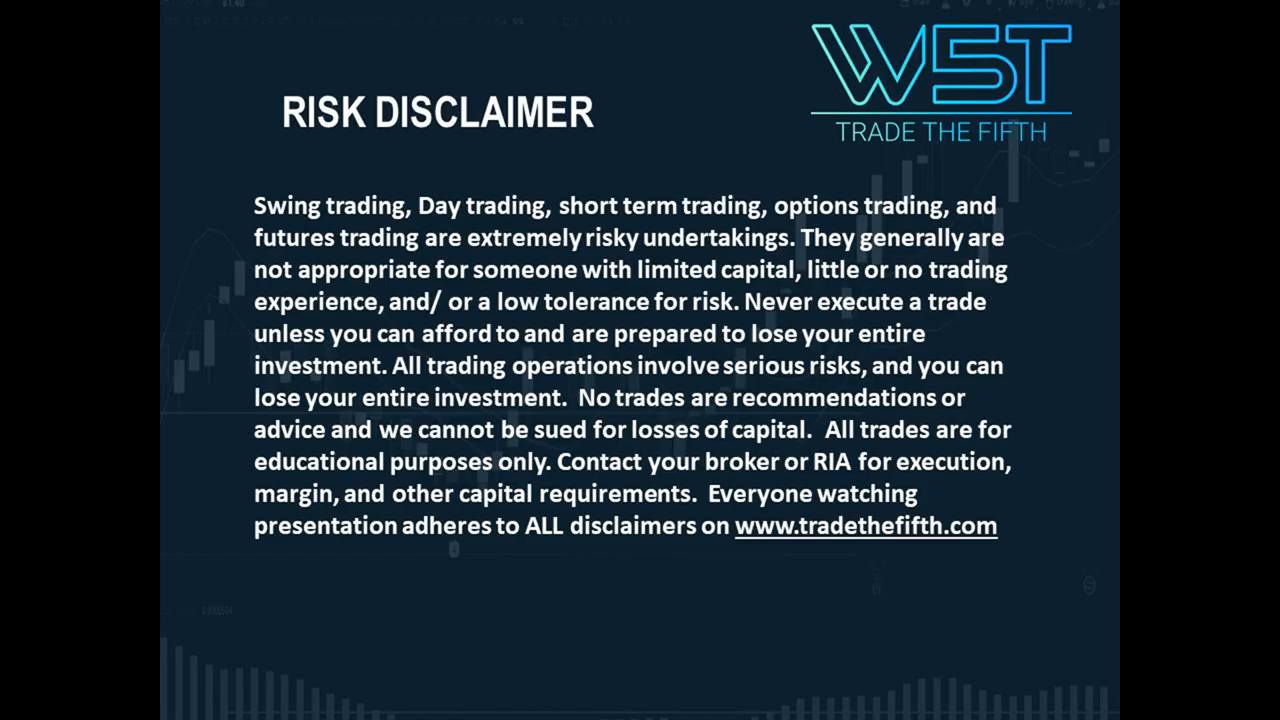 W5T
TRADE THE FIFTH
RISK DISCLAIMER
Swing trading, Day trading, short term trading, options trading, and
futures trading are extremely risky undertakings. They generally are
not appropriate for someone with limited capital, little or no trading
experience, and/ or a low tolerance for risk. Never execute a trade
unless you can afford to and are prepared to lose your entire
investment. All trading operations involve serious risks, and you can
lose your entire investment.  No trades are recommendations or
advice and we cannot be sued for losses of capital.  All trades are for
educational purposes only. Contact your broker or RIA for execution,
margin, and other capital requirements.  Everyone watching
presentation adheres to ALL disclaimers on www.tradethefifth.com